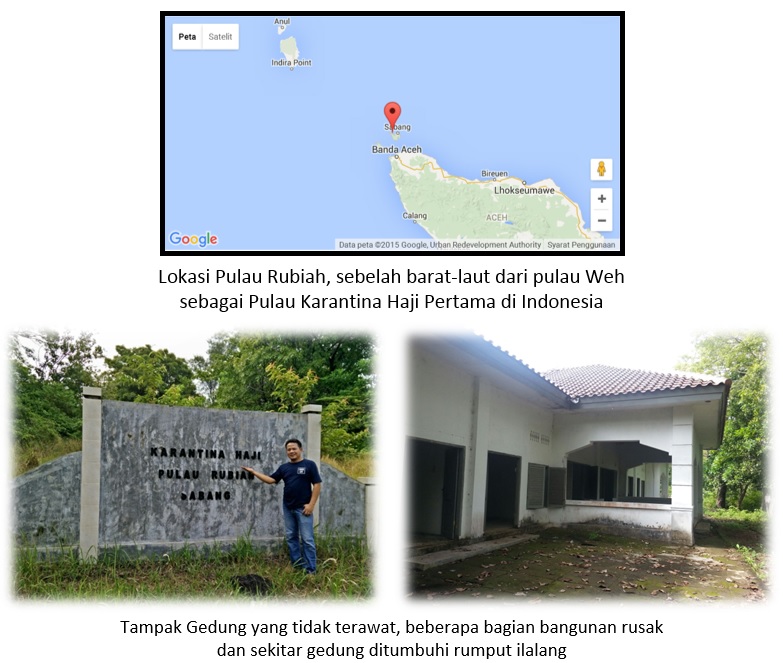 Anul
Peta Satelit
Indira Point
Sabang
Banda Aceh
Bireuen
Lhokseumawe
Calang
ACEH
Google
Data peta ©2015 Google, Urban Redevelopment Authority Syarat Penggunaan
Lokasi Pulau Rubiah, sebelah barat-laut dari pulau Weh
sebagai Pulau Karantina Haji Pertama di Indonesia
KARANTINA HAJI
PULAU RUBIAH
SABANG
Tampak Gedung yang tidak terawat, beberapa bagian bangunan rusak
dan sekitar gedung ditumbuhi rumput ilalang